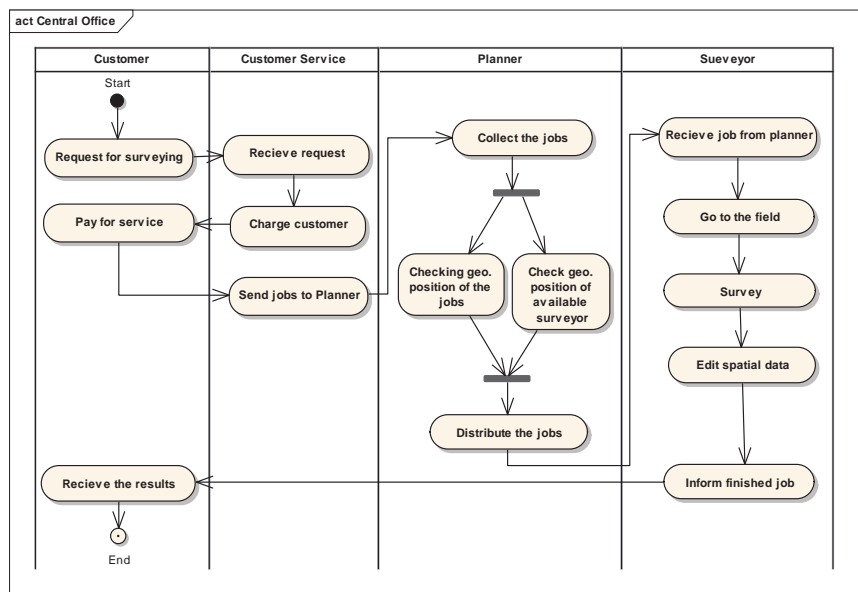 act Central Office
Customer
Customer Service
Planner
Sueveyor
Start
Request for surveying
Recieve request
Collect the jobs
Recieve job from planner
Pay for service
Charge customer
Go to the field
Send jobs to Planner
Checking geo.
position of the
jobs
Check geo.
position of
available
surveyor
Survey
Edit spatial data
Distribute the jobs
Recieve the results
Inform finished job
End